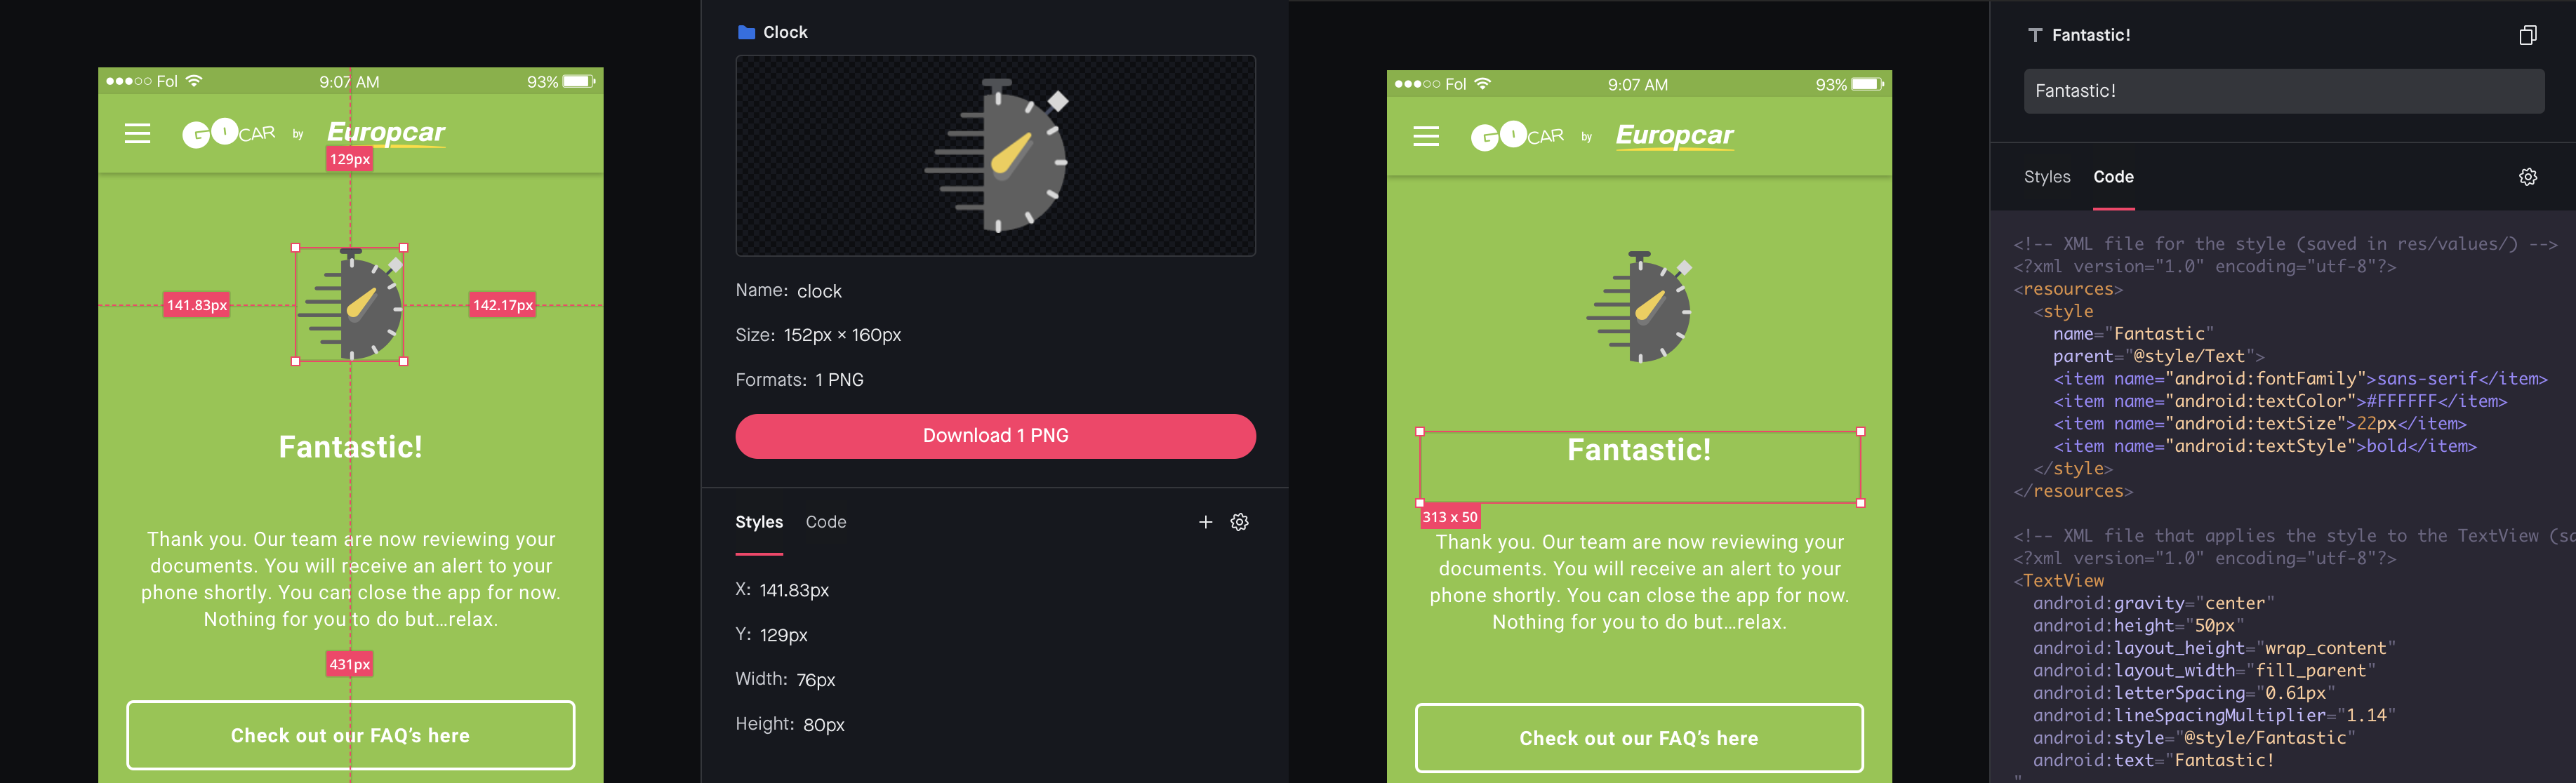 Fol
9:07 AM
93%
GOCAR by Europcar
129px
141.83px
142.17px
Fantastic!
Thank you. Our team are now reviewing your
documents. You will receive an alert to your
phone shortly. You can close the app for now.
Nothing for you to do but...relax.
431px
Check out our FAQ’s here
Clock
Name: clock
Size: 152px × 160px
Formats: 1 PNG
Download 1 PNG
Styles Code
X: 141.83px
Y: 129px
Width: 76px
Height: 80px
Fol
9:07 AM
93%
GOCAR by Europcar
Fantastic!
313 x 50
Thank you. Our team are now reviewing your
documents. You will receive an alert to your
phone shortly. You can close the app for now.
Nothing for you to do but...relax.
Check out our FAQ’s here
T Fantastic!
Fantastic!
Styles Code
<!-- XML file for the style (saved in res/values/) -->
<?xml version="1.0" encoding="utf-8"?>
<resources>
<style
name="Fantastic"
parent="@style/Text">
<item name="android:fontFamily">sans-serif</item>
<item name="android:textColor">#FFFFFF</item>
<item name="android:textSize">22px</item>
<item name="android:textStyle">bold</item>
</style>
</resources>
<!-- XML file that applies the style to the TextView (sa
<?xml version="1.0" encoding="utf-8"?>
<TextView
android:gravity="center"
android:height="50px"
android:layout_height="wrap_content"
android:layout_width="fill_parent"
android:letterSpacing="0.61px"
android:lineSpacingMultiplier="1.14"
android:style="@style/Fantastic"
android:text="Fantastic!
"